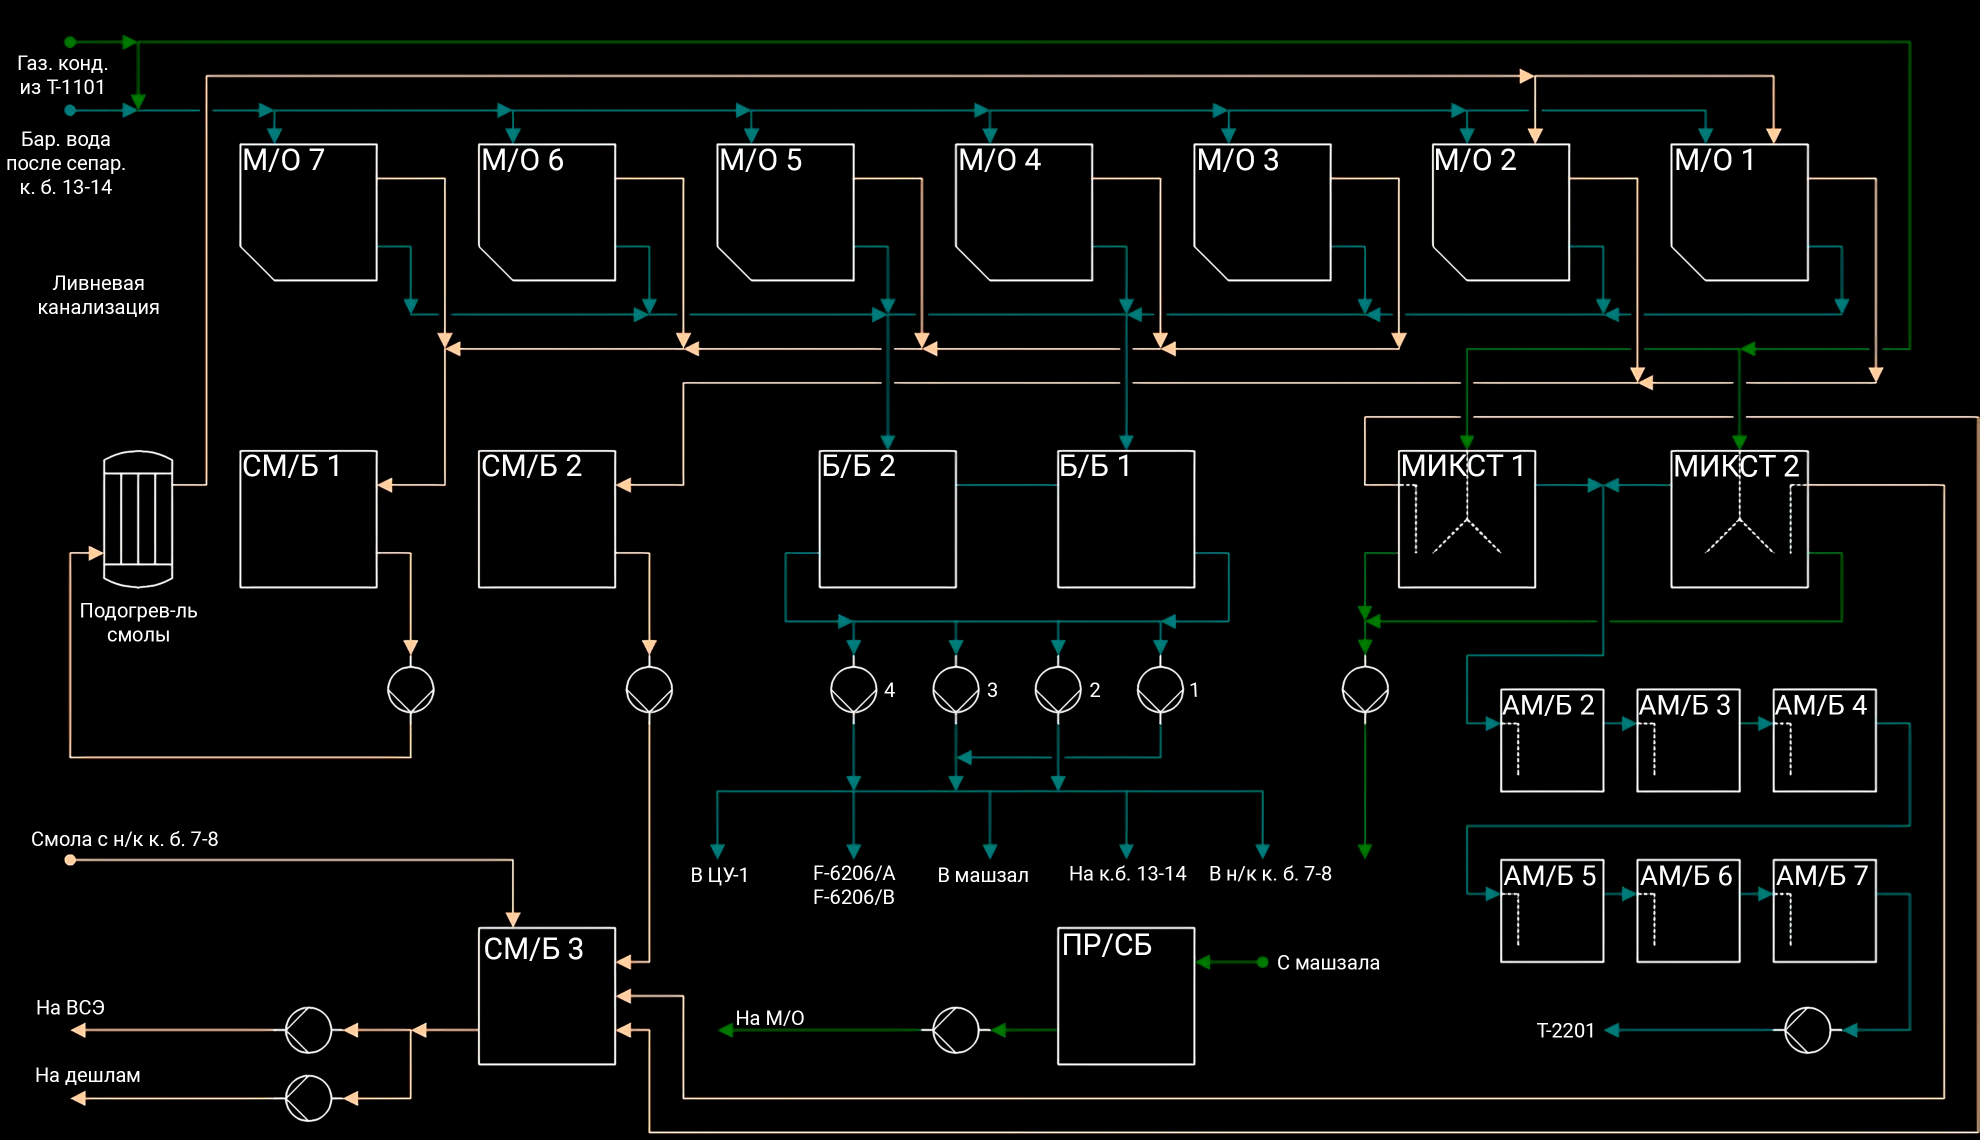 Газ. конд.
из Т-1101
Бар. вода
после сепар.
к. б. 13-14
М/О 7
М/О 6
М/О 5
М/О 4
М/О 3
М/О 2
М/О 1
Ливневая
канализация
СМ/Б 1
СМ/Б 2
Б/Б 2
Б/Б 1
МИКСТ 1
МИКСТ 2
Подогрев-ль
смолы
4
3
2
1
АМ/Б 2
АМ/Б 3
АМ/Б 4
Смола с н/к к. б. 7-8
В ЦУ-1
F-6206/A
F-6206/B
В машзал
На к.б. 13-14
В н/к к. б. 7-8
АМ/Б 5
АМ/Б 6
АМ/Б 7
СМ/Б 3
ПР/СБ
С машзала
На ВСЭ
На М/О
Т-2201
На дешлам